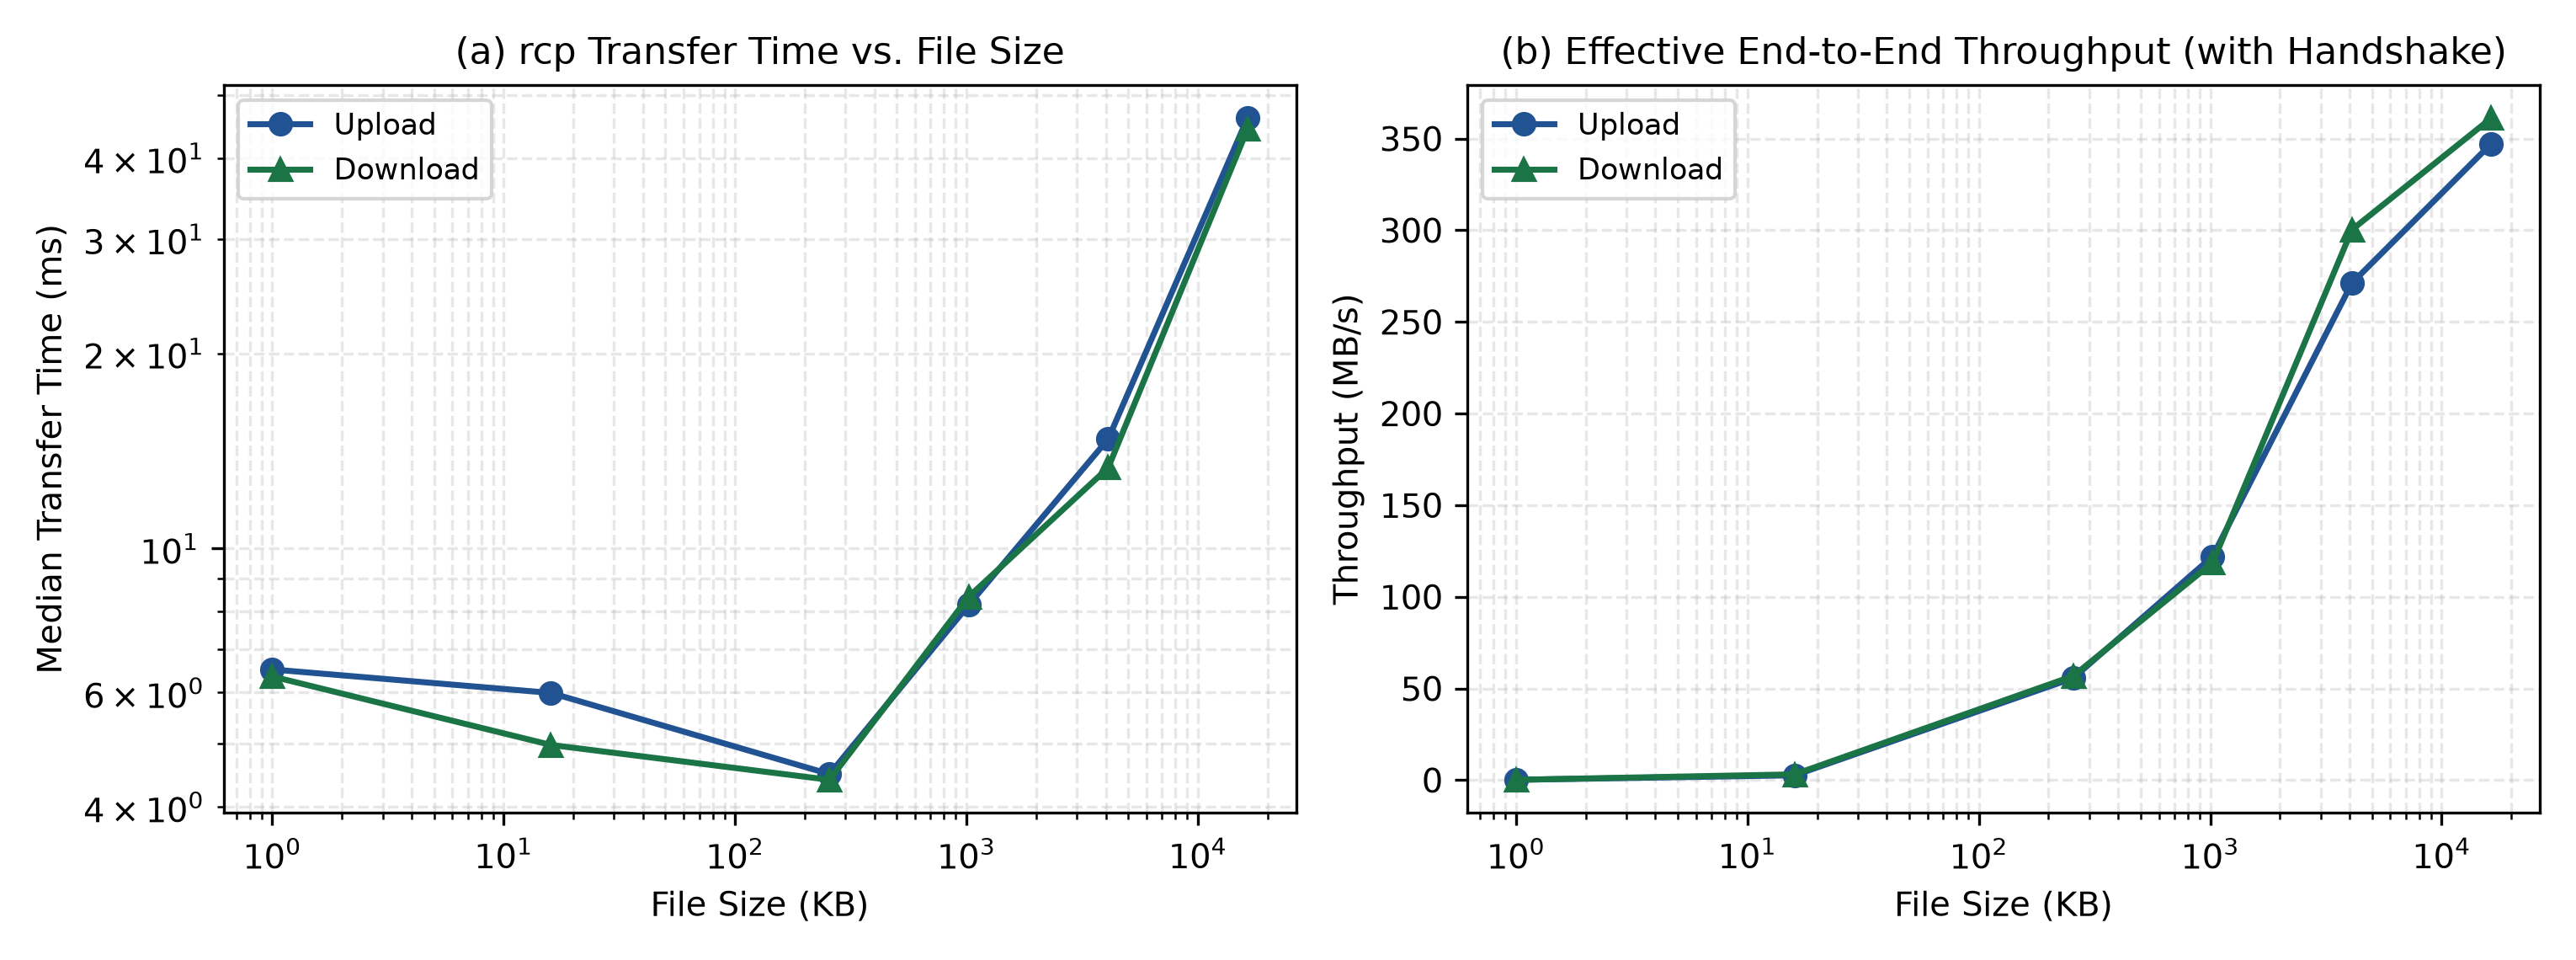 (a) rcp Transfer Time vs. File Size
Upload
Download
Median Transfer Time (ms)
4×10¹
3×10¹
2×10¹
10¹
6×10⁰
4×10⁰
10⁰ 10¹ 10² 10³ 10⁴
File Size (KB)
(b) Effective End-to-End Throughput (with Handshake)
Upload
Download
Throughput (MB/s)
350
300
250
200
150
100
50
0
10⁰ 10¹ 10² 10³ 10⁴
File Size (KB)